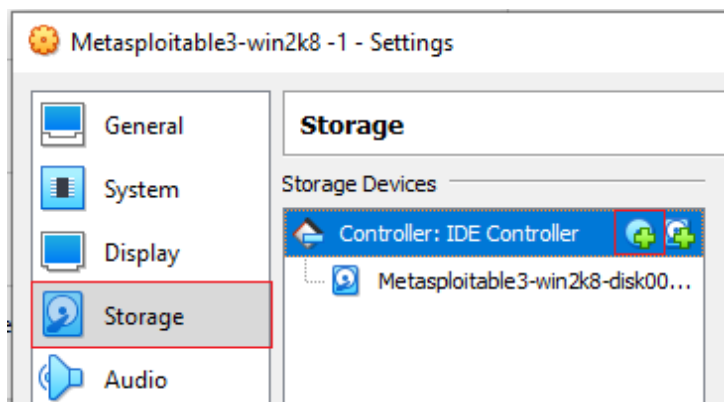 Metasploitable3-win2k8 -1 - Settings
General
System
Display
Storage
Audio
Storage
Storage Devices
Controller: IDE Controller
Metasploitable3-win2k8-disk00...